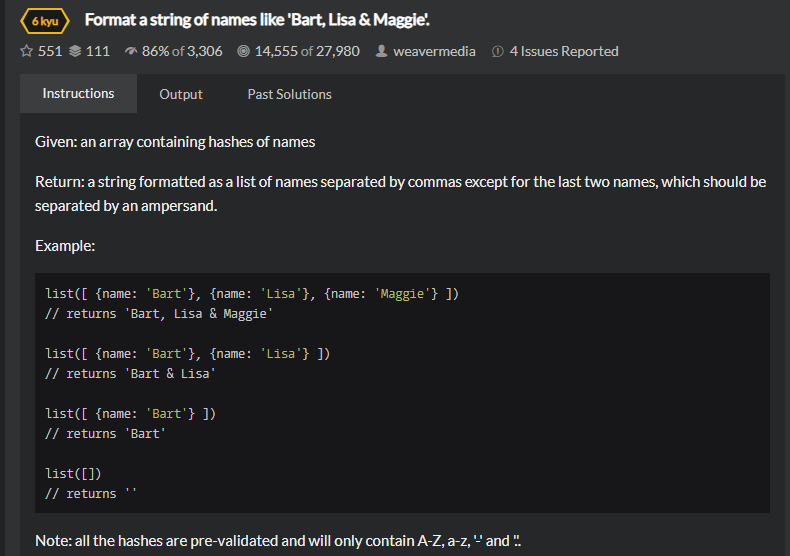 6 kyu Format a string of names like 'Bart, Lisa & Maggie'.
551 111 86% of 3,306 14,555 of 27,980 weavermedia 4 Issues Reported
Instructions Output Past Solutions
Given: an array containing hashes of names
Return: a string formatted as a list of names separated by commas except for the last two names, which should be
separated by an ampersand.
Example:
list([ {name: 'Bart'}, {name: 'Lisa'}, {name: 'Maggie'} ])
// returns 'Bart, Lisa & Maggie'
list([ {name: 'Bart'}, {name: 'Lisa'} ])
// returns 'Bart & Lisa'
list([ {name: 'Bart'} ])
// returns 'Bart'
list([])
// returns ''
Note: all the hashes are pre-validated and will only contain A-Z, a-z, '-' and '.'.